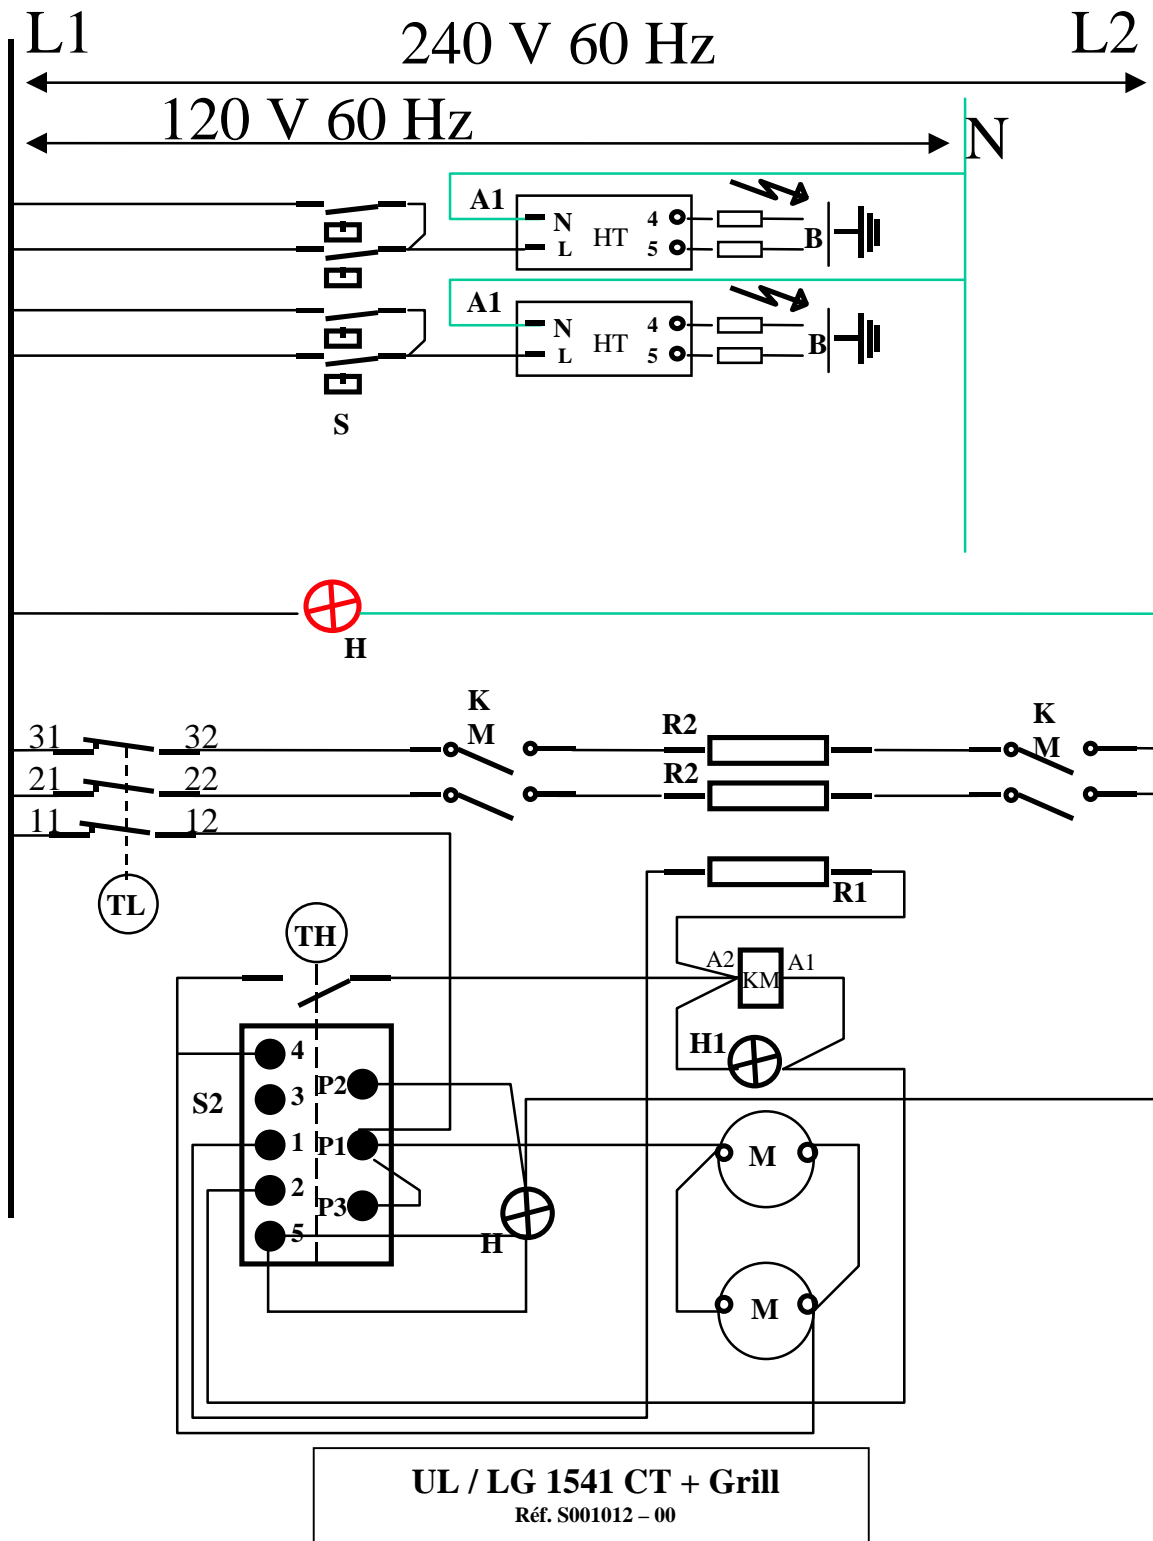 L1 240 V 60 Hz L2
120 V 60 Hz N
A1 N HT 4 B
L 5
A1 N HT 4 B
L 5
S
H
31 32 K M R2 K M
21 22 R2
11 12
R1
TL
TH
A2 KM A1
H1
4
S2 3 P2
1 P1 M
2
P3
5 H
M
UL / LG 1541 CT + Grill
Réf. S001012 – 00